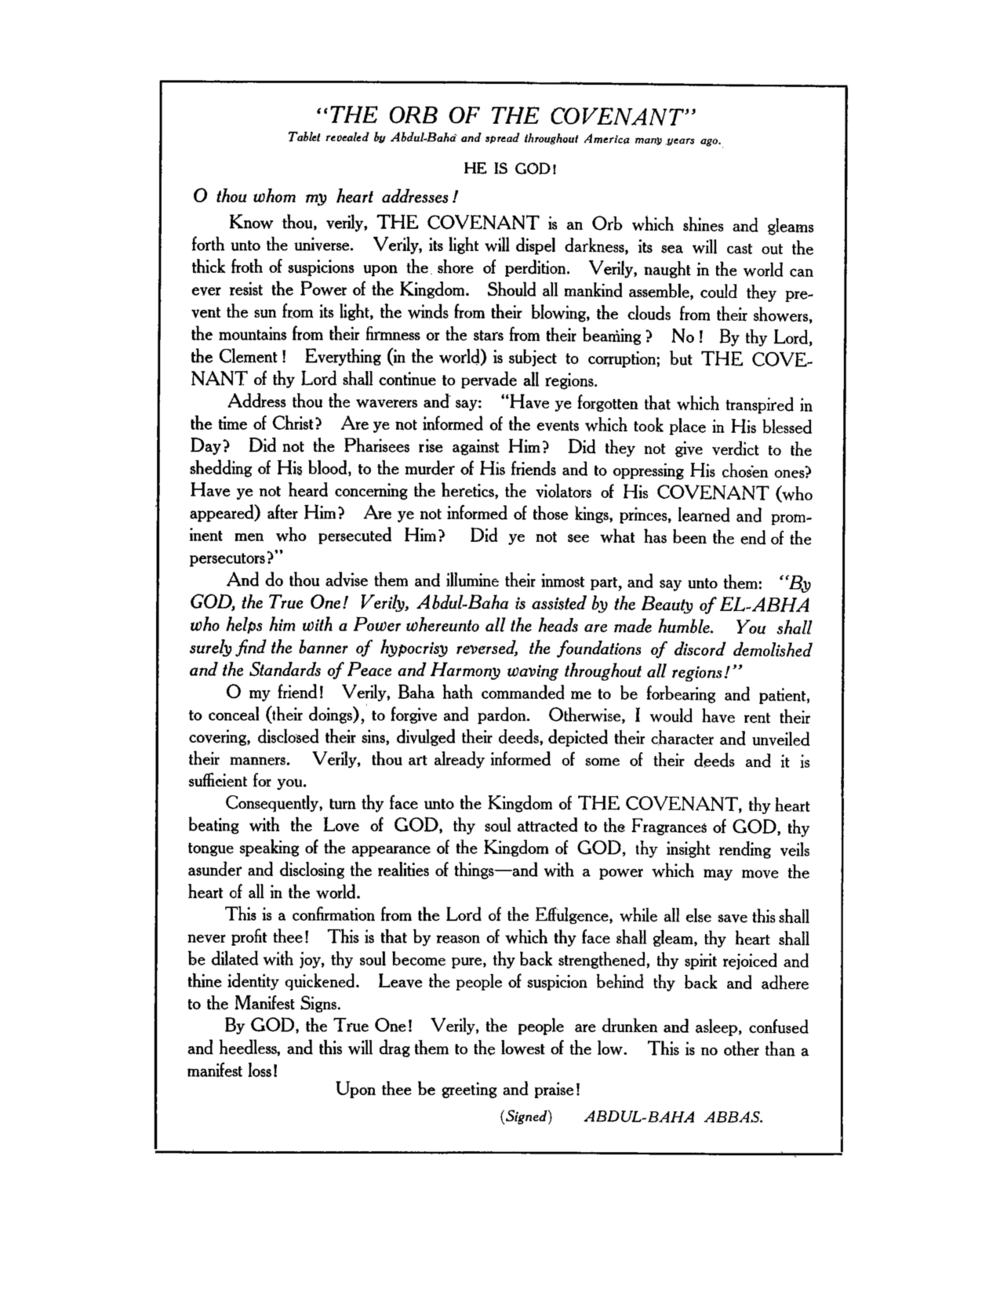 "THE ORB OF THE COVENANT"
Tablet revealed by Abdul-Baha and spread throughout America many years ago.
HE IS GOD!
O thou whom my heart addresses!
Know thou, verily, THE COVENANT is an Orb which shines and gleams
forth unto the universe. Verily, its light will dispel darkness, its sea will cast out the
thick froth of suspicions upon the shore of perdition. Verily, naught in the world can
ever resist the Power of the Kingdom. Should all mankind assemble, could they pre-
vent the sun from its light, the winds from their blowing, the clouds from their showers,
the mountains from their firmness or the stars from their beaming? No! By thy Lord,
the Clement! Everything (in the world) is subject to corruption; but THE COVE-
NANT of thy Lord shall continue to pervade all regions.
Address thou the waverers and say: "Have ye forgotten that which transpired in
the time of Christ? Are ye not informed of the events which took place in His blessed
Day? Did not the Pharisees rise against Him? Did they not give verdict to the
shedding of His blood, to the murder of His friends and to oppressing His chosen ones?
Have ye not heard concerning the heretics, the violators of His COVENANT (who
appeared) after Him? Are ye not informed of those kings, princes, learned and prom-
inent men who persecuted Him? Did ye not see what has been the end of the
persecutors?"
And do thou advise them and illumine their inmost part, and say unto them: "By
GOD, the True One! Verily, Abdul-Baha is assisted by the Beauty of EL-ABHA
who helps him with a Power whereunto all the heads are made humble. You shall
surely find the banner of hypocrisy reversed, the foundations of discord demolished
and the Standards of Peace and Harmony waving throughout all regions!"
O my friend! Verily, Baha hath commanded me to be forbearing and patient,
to conceal (their doings), to forgive and pardon. Otherwise, I would have rent their
covering, disclosed their sins, divulged their deeds, depicted their character and unveiled
their manners. Verily, thou art already informed of some of their deeds and it is
sufficient for you.
Consequently, turn thy face unto the Kingdom of THE COVENANT, thy heart
beating with the Love of GOD, thy soul attracted to the Fragrances of GOD, thy
tongue speaking of the appearance of the Kingdom of GOD, thy insight rending veils
asunder and disclosing the realities of things—and with a power which may move the
heart of all in the world.
This is a confirmation from the Lord of the Effulgence, while all else save this shall
never profit thee! This is that by reason of which thy face shall gleam, thy heart shall
be dilated with joy, thy soul become pure, thy back strengthened, thy spirit rejoiced and
thine identity quickened. Leave the people of suspicion behind thy back and adhere
to the Manifest Signs.
By GOD, the True One! Verily, the people are drunken and asleep, confused
and heedless, and this will drag them to the lowest of the low. This is no other than a
manifest loss!
Upon thee be greeting and praise!
(Signed) ABDUL-BAHA ABBAS.